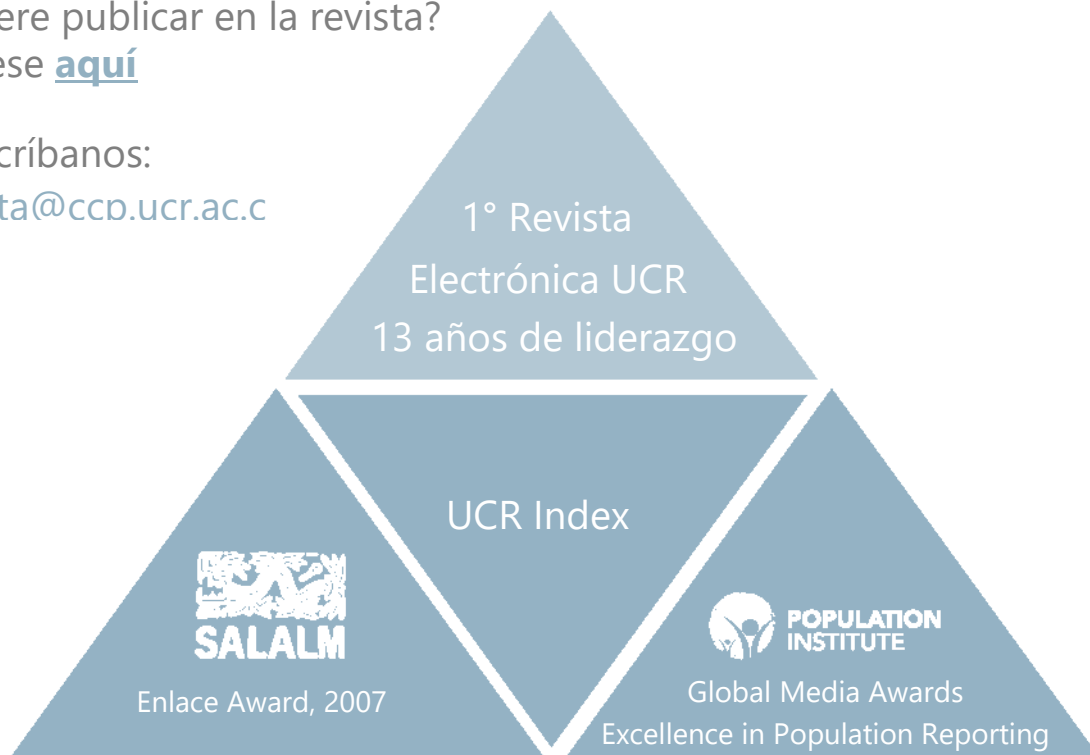 ere publicar en la revista?
ese aquí
críbanos:
ta@ccp.ucr.ac.c
1° Revista
Electrónica UCR
13 años de liderazgo
UCR Index
SALALM
Enlace Award, 2007
POPULATION
INSTITUTE
Global Media Awards
Excellence in Population Reporting